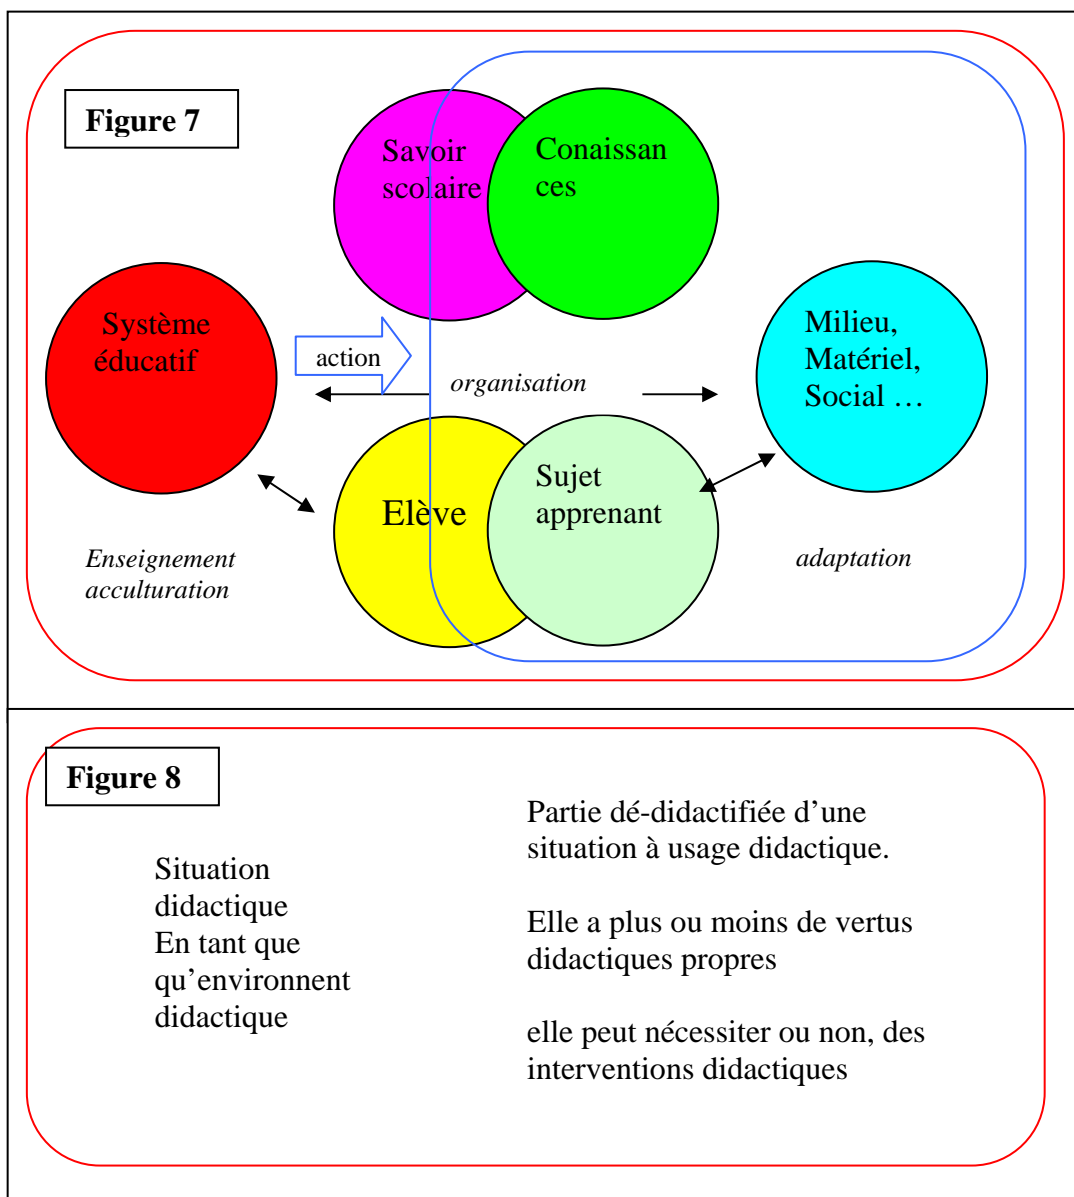 Figure 7
Savoir
scolaire
Conaissan
ces
Système
éducatif
action
organisation
Milieu,
Matériel,
Social …
Elève
Sujet
apprenant
Enseignement
acculturation
adaptation
Figure 8
Situation
didactique
En tant que
qu’environnent
didactique
Partie dé-didactifiée d’une
situation à usage didactique.
Elle a plus ou moins de vertus
didactiques propres
elle peut nécessiter ou non, des
interventions didactiques